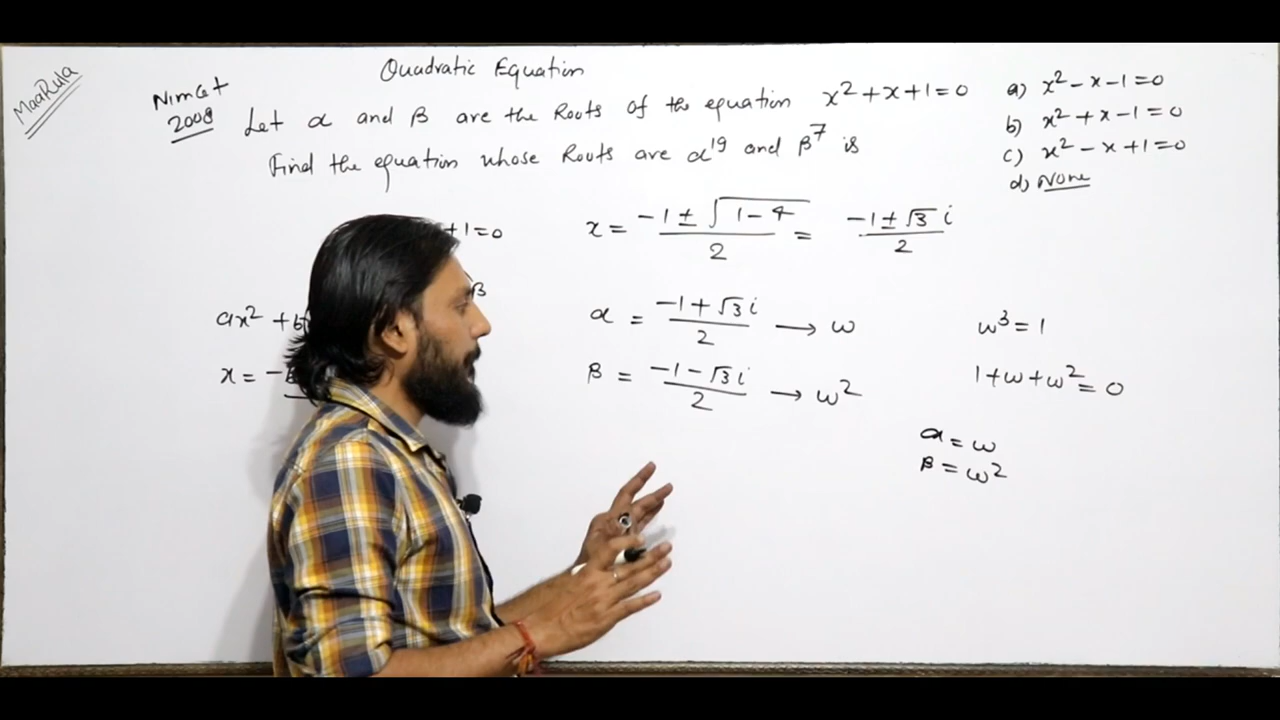 MaaRula
Quadratic Equation
Nimcet 2008
Let α and β are the Roots of the equation x² + x + 1 = 0
Find the equation whose Roots are α¹⁹ and β⁷ is
a) x² - x - 1 = 0
b) x² + x - 1 = 0
c) x² - x + 1 = 0
d) None
+ 1 = 0
β
ax² + b
x = -
x = (-1 ± √(1 - 4))/2 = (-1 ± √3 i)/2
α = (-1 + √3 i)/2 → ω
β = (-1 - √3 i)/2 → ω²
ω³ = 1
1 + ω + ω² = 0
α = ω
β = ω²